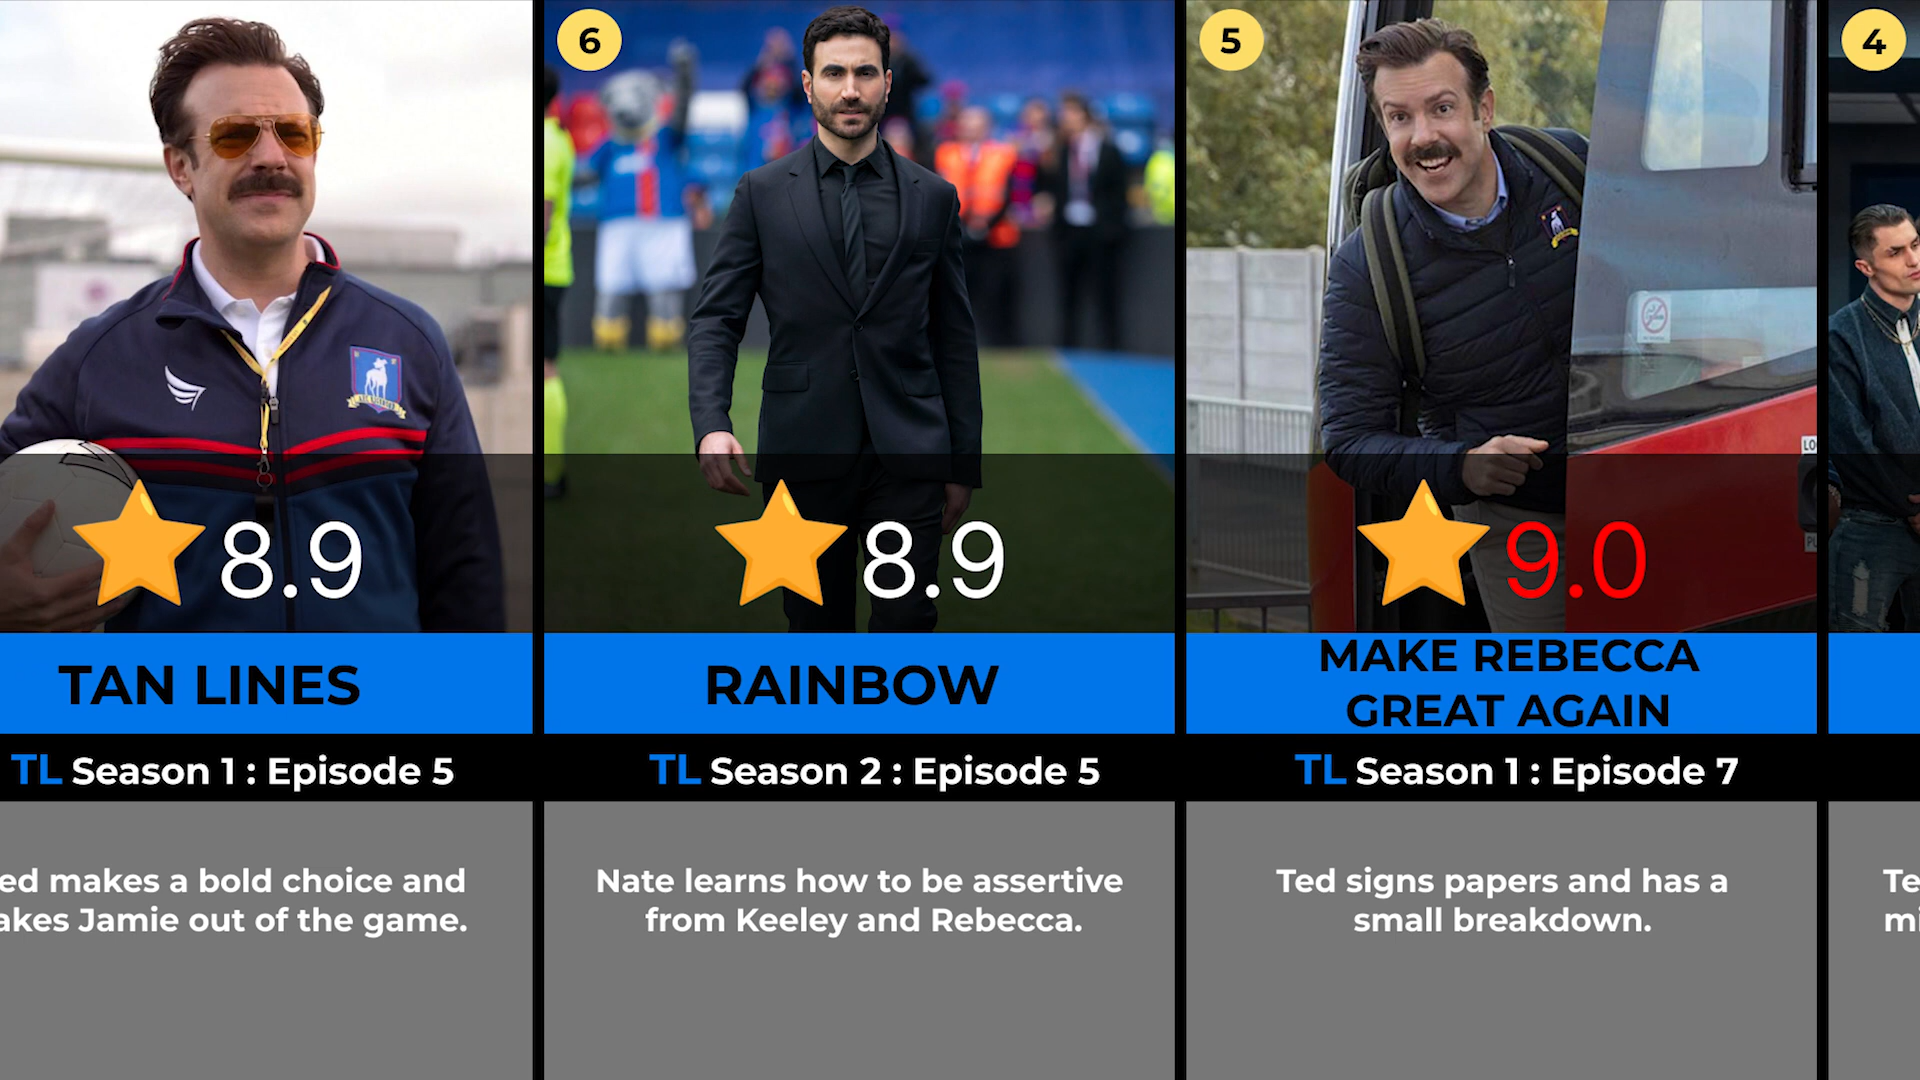 8.9
TAN LINES
TL Season 1 : Episode 5
ed makes a bold choice and
akes Jamie out of the game.
6
8.9
RAINBOW
TL Season 2 : Episode 5
Nate learns how to be assertive
from Keeley and Rebecca.
5
LO
9.0
MAKE REBECCA
GREAT AGAIN
TL Season 1 : Episode 7
Ted signs papers and has a
small breakdown.
4
Te
mi